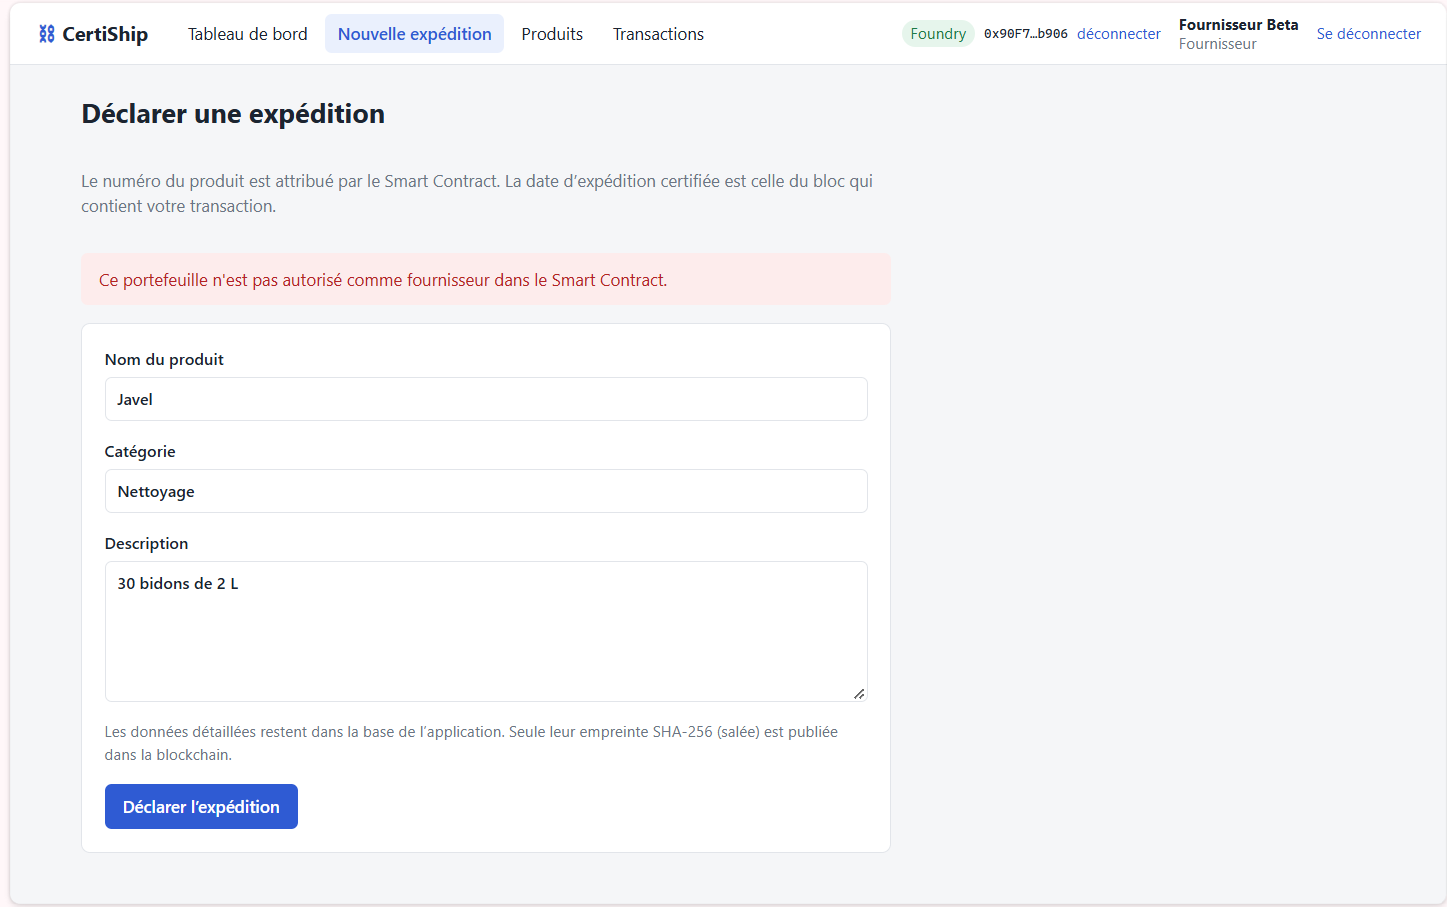 CertiShip Tableau de bord Nouvelle expédition Produits Transactions Foundry 0x90F7…b906 déconnecter Fournisseur Beta Se déconnecter
Fournisseur
Déclarer une expédition
Le numéro du produit est attribué par le Smart Contract. La date d’expédition certifiée est celle du bloc qui
contient votre transaction.
Ce portefeuille n'est pas autorisé comme fournisseur dans le Smart Contract.
Nom du produit
Javel
Catégorie
Nettoyage
Description
30 bidons de 2 L
Les données détaillées restent dans la base de l’application. Seule leur empreinte SHA-256 (salée) est publiée
dans la blockchain.
Déclarer l’expédition